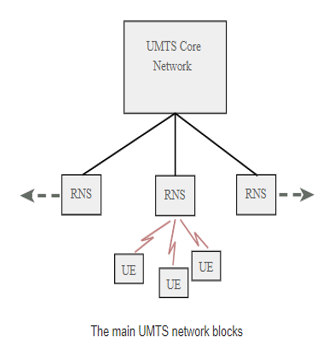 UMTS Core
Network
RNS
RNS
RNS
UE
UE
UE
The main UMTS network blocks